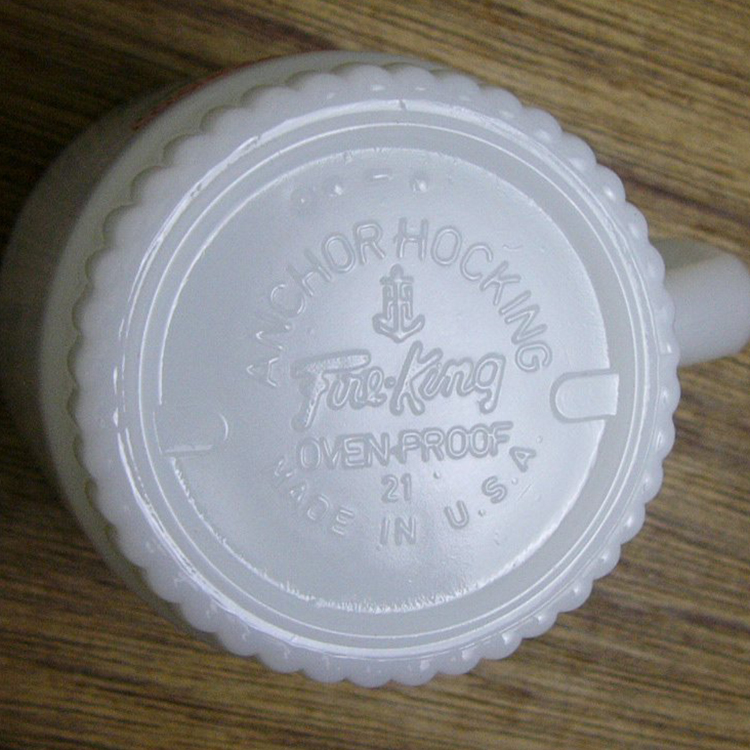 ANCHOR HOCKING
Fire-King
OVEN-PROOF
21
MADE IN U.S.A.